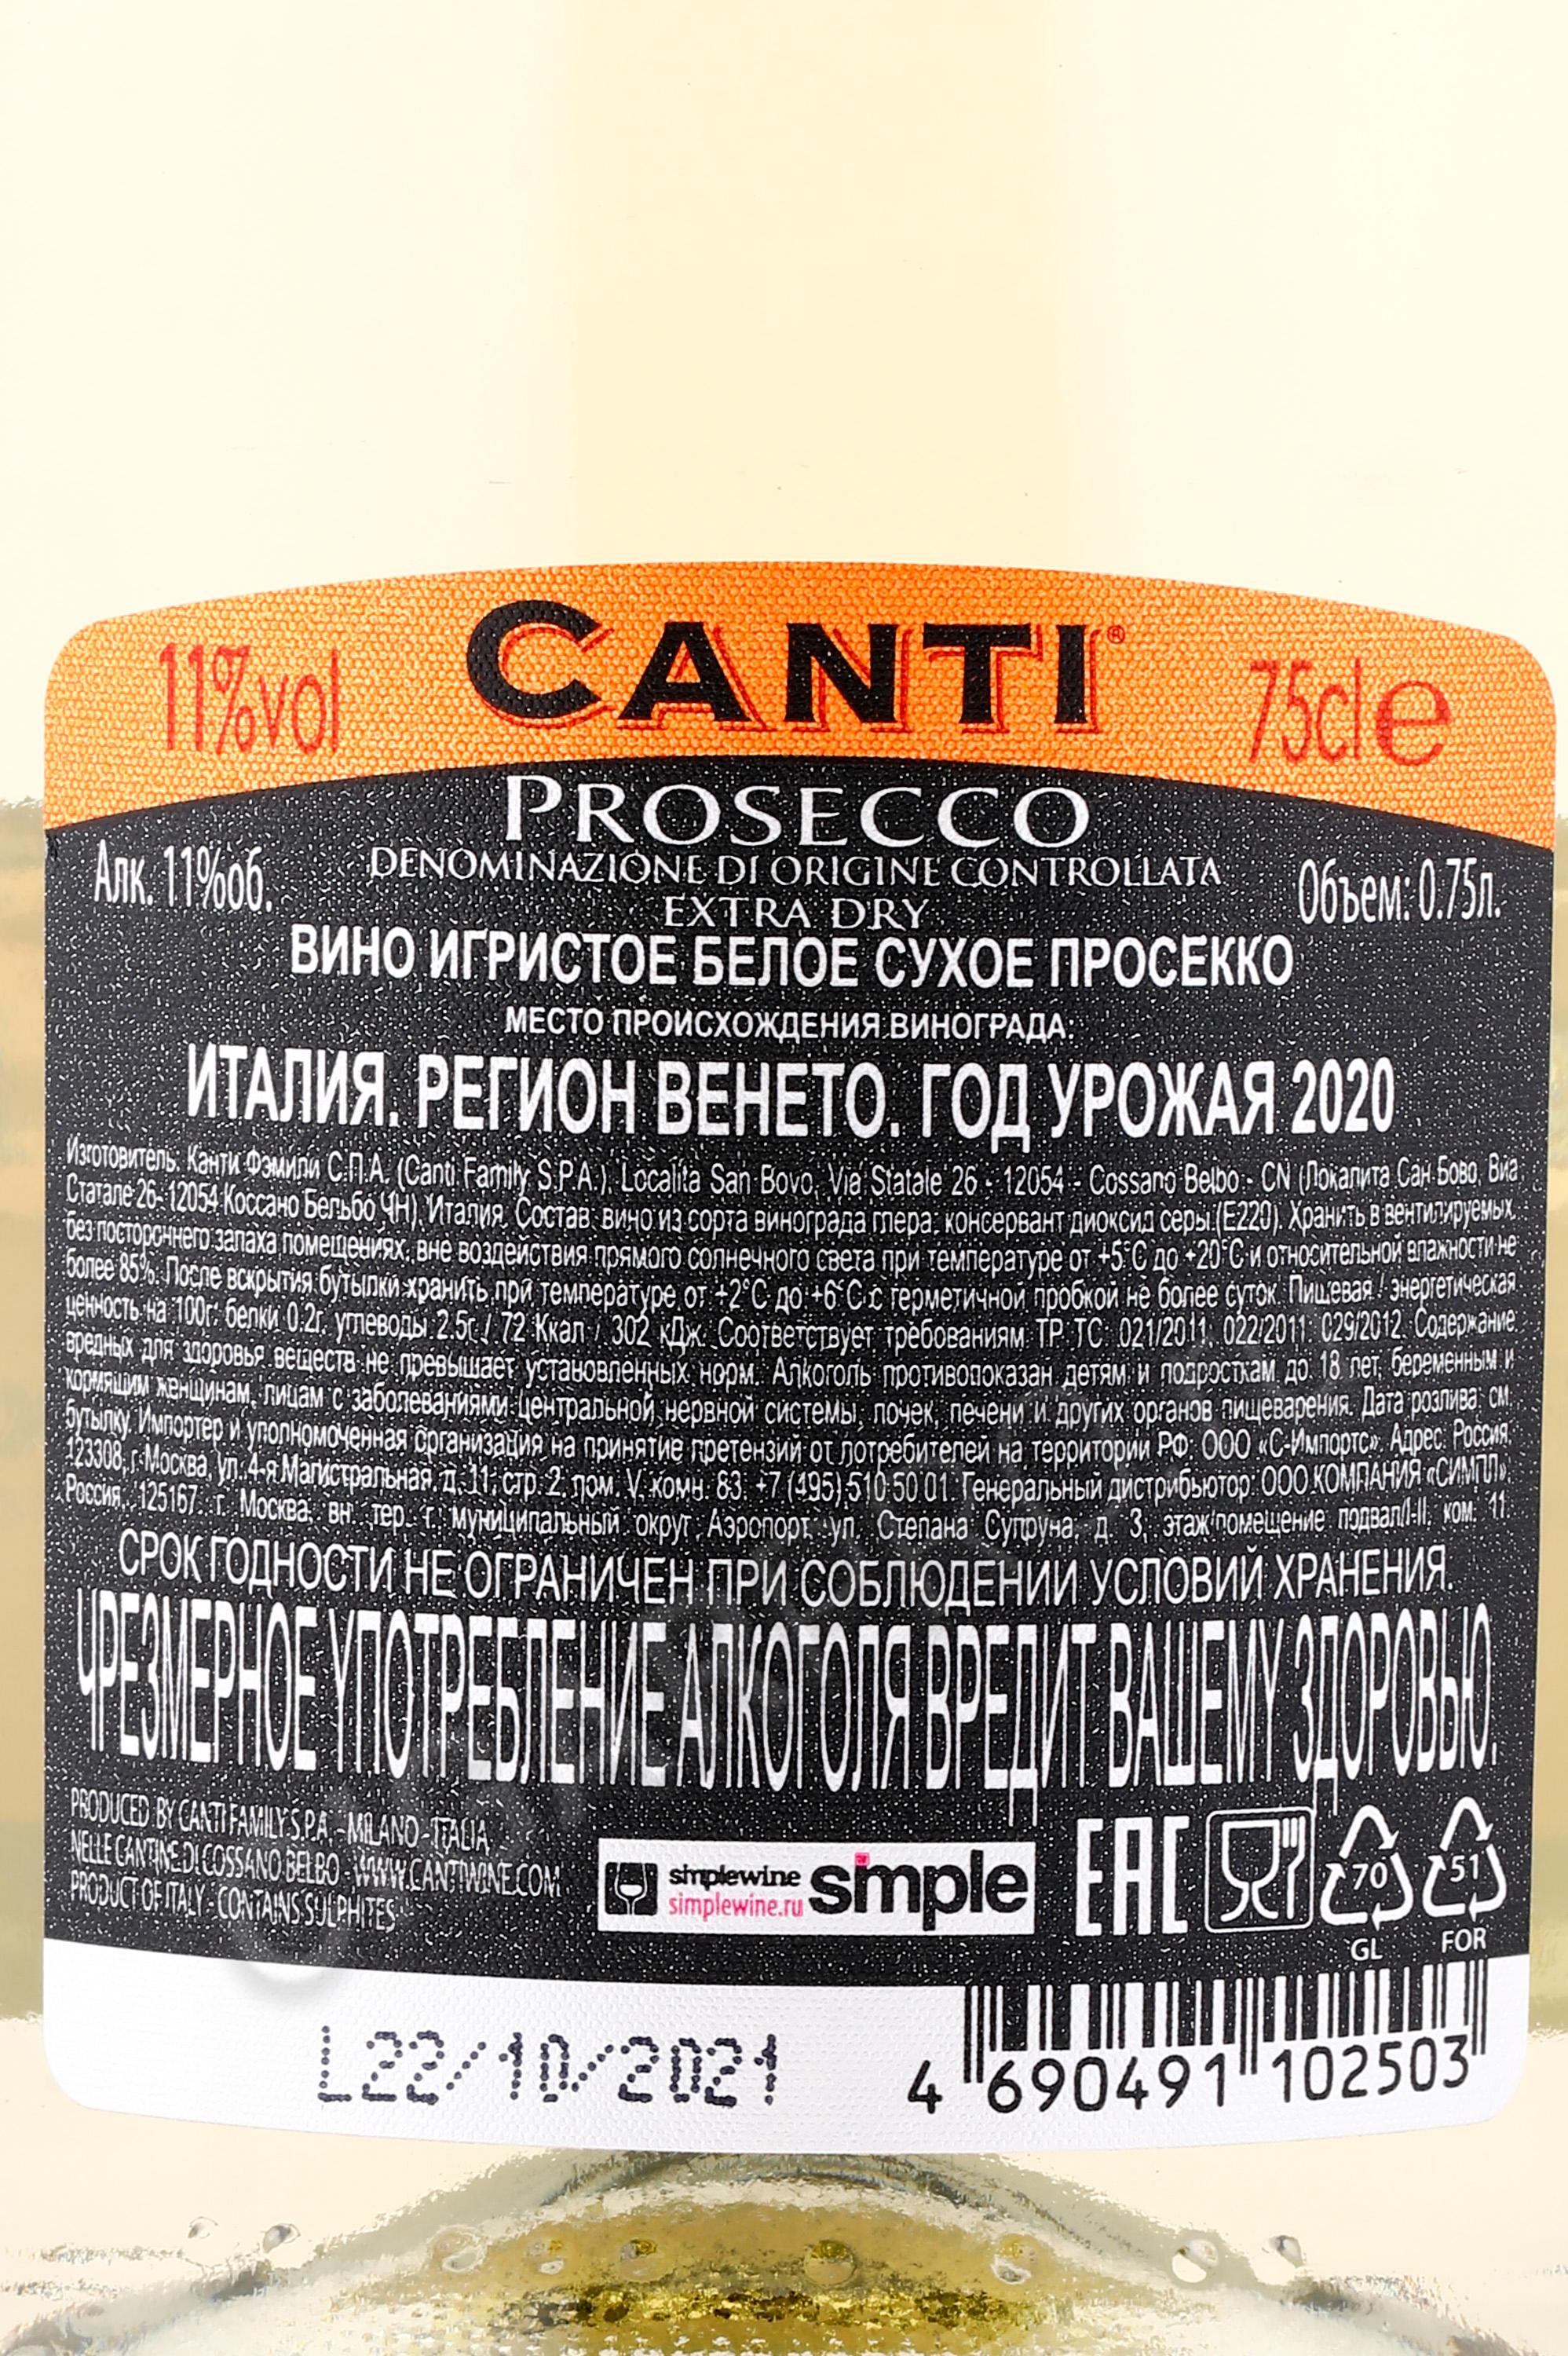 CANTI®
11%vol
75cl e
PROSECCO
Алк. 11%об.
DENOMINAZIONE DI ORIGINE CONTROLLATA
Объем: 0.75л.
EXTRA DRY
ВИНО ИГРИСТОЕ БЕЛОЕ СУХОЕ ПРОСЕККО
МЕСТО ПРОИСХОЖДЕНИЯ ВИНОГРАДА:
ИТАЛИЯ. РЕГИОН ВЕНЕТО. ГОД УРОЖАЯ 2020
Изготовитель: Канти Фэмили С.П.А. (Canti Family S.P.A.). Localita San Bovo, Via Statale 26 - 12054 - Cossano Belbo - CN (Локалита Сан Бово, Виа
Статале 26- 12054 Коссано Бельбо ЧН), Италия. Состав: вино из сорта винограда глера; консервант диоксид серы (Е220). Хранить в вентилируемых,
без постороннего запаха помещениях, вне воздействия прямого солнечного света при температуре от +5°С до +20°С и относительной влажности не
более 85%. После вскрытия бутылки хранить при температуре от +2°С до +6°С с герметичной пробкой не более суток. Пищевая / энергетическая
ценность на 100г: белки 0.2г, углеводы 2.5г / 72 Ккал / 302 кДж. Соответствует требованиям ТР ТС: 021/2011, 022/2011, 029/2012. Содержание
вредных для здоровья веществ не превышает установленных норм. Алкоголь противопоказан детям и подросткам до 18 лет, беременным и
кормящим женщинам, лицам с заболеваниями центральной нервной системы, почек, печени и других органов пищеварения. Дата розлива: см.
бутылку. Импортер и уполномоченная организация на принятие претензий от потребителей на территории РФ: ООО «С-Импортс». Адрес: Россия,
123308, г. Москва, ул. 4-я Магистральная, д. 11, стр. 2, пом. V, комн. 83. +7 (495) 510 50 01. Генеральный дистрибьютор: ООО КОМПАНИЯ «СИМПЛ»,
Россия, 125167, г. Москва, вн. тер. г. муниципальный округ Аэропорт, ул. Степана Супруна, д. 3, этаж/помещение подвал/I-II, ком. 11.
СРОК ГОДНОСТИ НЕ ОГРАНИЧЕН ПРИ СОБЛЮДЕНИИ УСЛОВИЙ ХРАНЕНИЯ.
ЧРЕЗМЕРНОЕ УПОТРЕБЛЕНИЕ АЛКОГОЛЯ ВРЕДИТ ВАШЕМУ ЗДОРОВЬЮ.
PRODUCED BY CANTI FAMILY S.P.A. - MILANO - ITALIA
NELLE CANTINE DI COSSANO BELBO - WWW.CANTIWINE.COM
PRODUCT OF ITALY - CONTAINS SULPHITES
simplewine
simplewine.ru
simple
EAC
70
GL
51
FOR
L22/10/2021
4 690491 102503